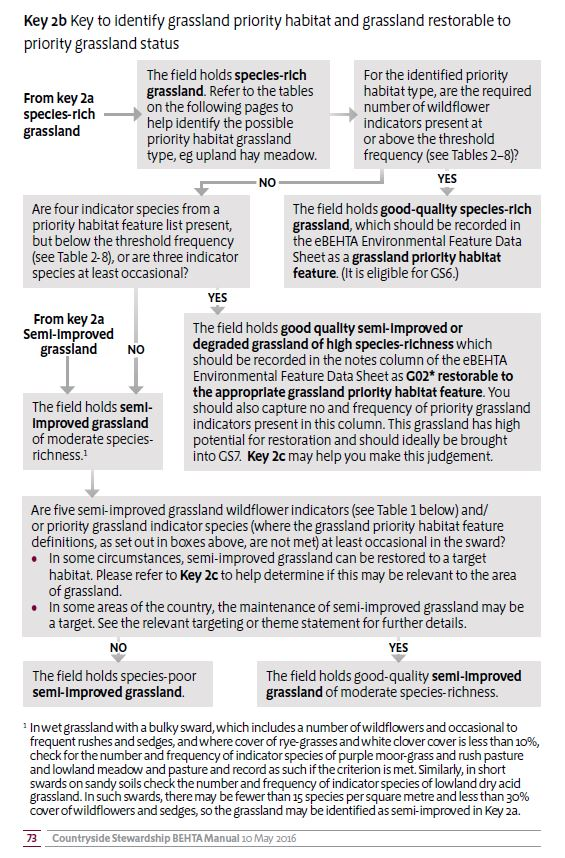 Key 2b Key to identify grassland priority habitat and grassland restorable to
priority grassland status
From key 2a
species-rich
grassland
The field holds species-rich
grassland. Refer to the tables
on the following pages to
help identify the possible
priority habitat grassland
type, eg upland hay meadow.
For the identified priority
habitat type, are the required
number of wildflower
indicators present at
or above the threshold
frequency (see Tables 2–8)?
NO
YES
Are four indicator species from a
priority habitat feature list present,
but below the threshold frequency
(see Table 2-8), or are three indicator
species at least occasional?
The field holds good-quality species-rich
grassland, which should be recorded in
the eBEHTA Environmental Feature Data
Sheet as a grassland priority habitat
feature. (It is eligible for GS6.)
From key 2a
Semi-Improved
grassland
NO
YES
The field holds good quality semi-improved or
degraded grassland of high species-richness which
should be recorded in the notes column of the eBEHTA
Environmental Feature Data Sheet as G02* restorable to
the appropriate grassland priority habitat feature. You
should also capture no and frequency of priority grassland
indicators present in this column. This grassland has high
potential for restoration and should ideally be brought
into GS7. Key 2c may help you make this judgement.
The field holds semi-
improved grassland
of moderate species-
richness.1
Are five semi-improved grassland wildflower indicators (see Table 1 below) and/
or priority grassland indicator species (where the grassland priority habitat feature
definitions, as set out in boxes above, are not met) at least occasional in the sward?
• In some circumstances, semi-improved grassland can be restored to a target
habitat. Please refer to Key 2c to help determine if this may be relevant to the area
of grassland.
• In some areas of the country, the maintenance of semi-improved grassland may be
a target. See the relevant targeting or theme statement for further details.
NO
YES
The field holds species-poor
semi-improved grassland.
The field holds good-quality semi-improved
grassland of moderate species-richness.
1 In wet grassland with a bulky sward, which includes a number of wildflowers and occasional to
frequent rushes and sedges, and where cover of rye-grasses and white clover cover is less than 10%,
check for the number and frequency of indicator species of purple moor-grass and rush pasture
and lowland meadow and pasture and record as such if the criterion is met. Similarly, in short
swards on sandy soils check the number and frequency of indicator species of lowland dry acid
grassland. In such swards, there may be fewer than 15 species per square metre and less than 30%
cover of wildflowers and sedges, so the grassland may be identified as semi-improved in Key 2a.
73 Countryside Stewardship BEHTA Manual 10 May 2016